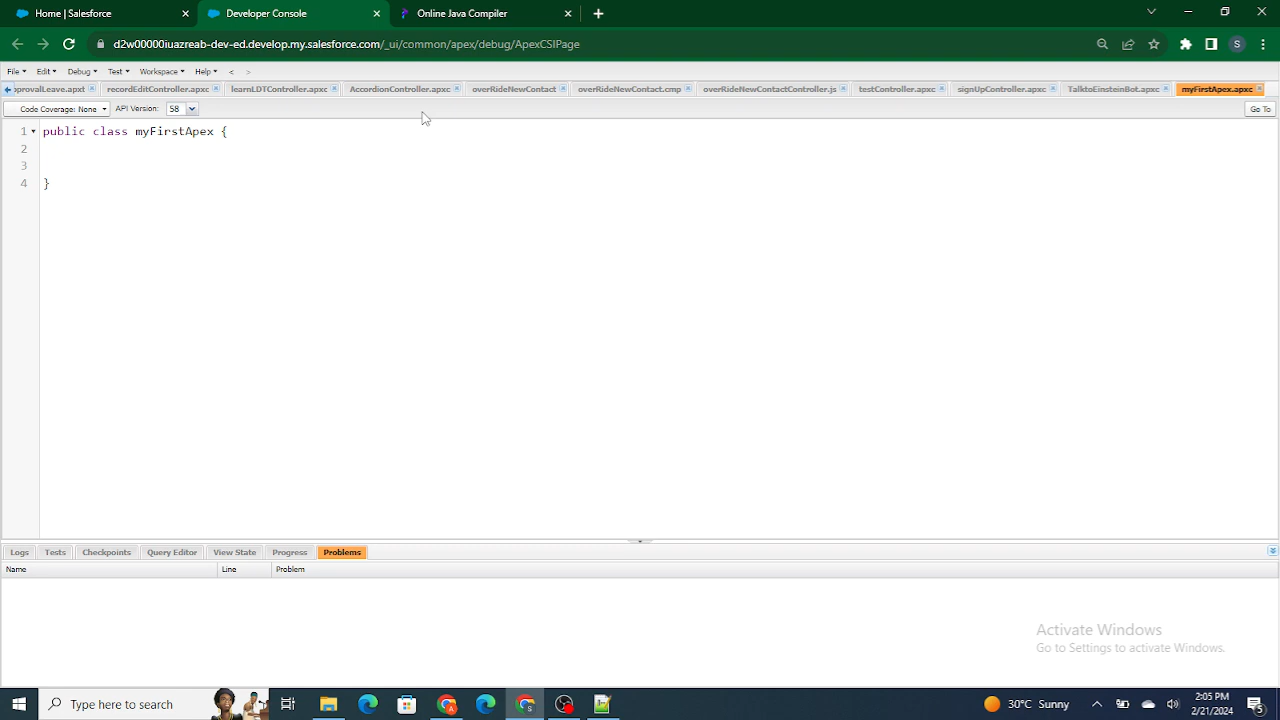 Home | Salesforce
Developer Console
Online Java Compiler
d2w00000iuazreab-dev-ed.develop.my.salesforce.com/_ui/common/apex/debug/ApexCSIPage
S
File Edit Debug Test Workspace Help < >
provalLeave.apxt recordEditController.apxc learnLDTController.apxc AccordionController.apxc overRideNewContact overRideNewContact.cmp overRideNewContactController.js testController.apxc signUpController.apxc TalktoEinsteinBot.apxc myFirstApex.apxc
Code Coverage: None API Version: 58 Go To
1 public class myFirstApex {
2
3
4 }
Logs Tests Checkpoints Query Editor View State Progress Problems
Name Line Problem
Activate Windows
Go to Settings to activate Windows.
Type here to search
30°C Sunny
2:05 PM
2/21/2024
5